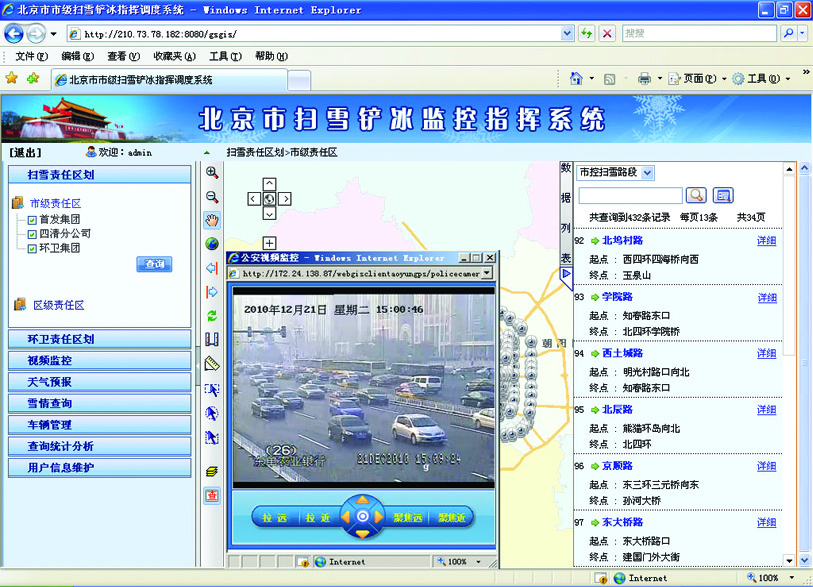 北京市市级扫雪铲冰指挥调度系统 - Windows Internet Explorer
http://210.73.78.182:8080/gsgis/
搜搜
文件(F) 编辑(E) 查看(V) 收藏夹(A) 工具(T) 帮助(H)
北京市市级扫雪铲冰指挥调度系统
页面(P) 工具(O) »
北京市扫雪铲冰监控指挥系统
[退出] 欢迎：admin
扫雪责任区划>市级责任区
扫雪责任区划
市级责任区
首发集团
四清分公司
环卫集团
查询
区级责任区
环卫责任区划
视频监控
天气预报
雪情查询
车辆管理
查询统计分析
用户信息维护
查
公安视频监控 - Windows Internet Explorer
http://172.24.138.87/webgisclientaoyungps/policecamer
2010年12月21日 星期二 15:00:46
(26)
东单农业银行
拉远 拉近 聚焦远 聚焦近
Internet 100%
朝阳
数据列表
市控扫雪路段
共查询到432条记录 每页13条 共34页
92 北坞村路 详细
起点：西四环四海桥向西
终点：玉泉山
93 学院路 详细
起点：知春路东口
终点：北四环学院桥
94 西土城路 详细
起点：明光村路口向北
终点：知春路东口
95 北辰路 详细
起点：熊猫环岛向北
终点：北四环
96 京顺路 详细
起点：东三环三元桥向东
终点：孙河大桥
97 东大桥路 详细
起点：东大桥路口
终点：建国门外大街
Internet 100%